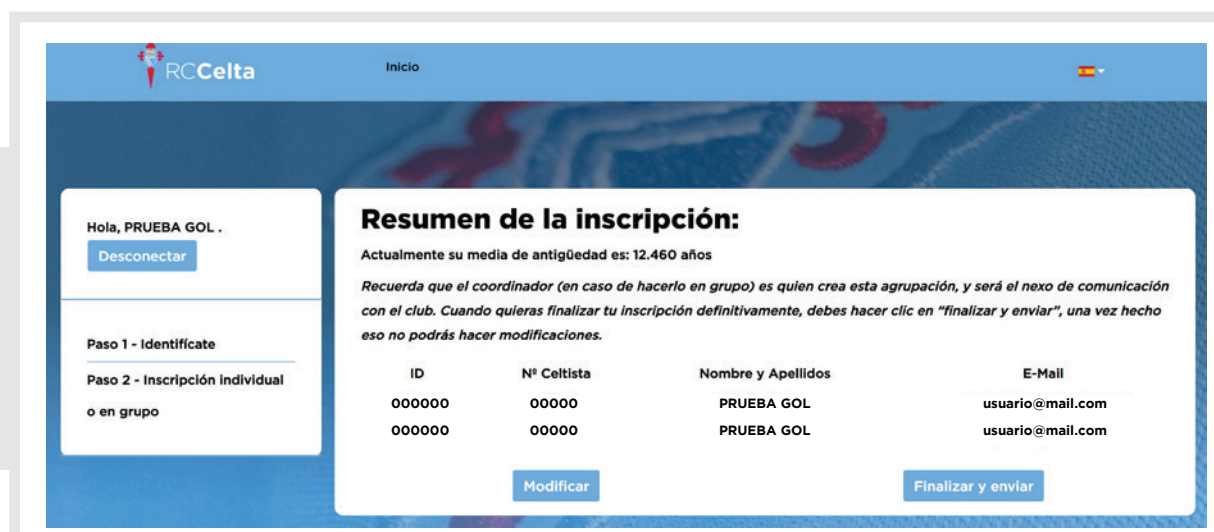 RCCelta
Inicio
Hola, PRUEBA GOL .
Desconectar
Paso 1 - Identifícate
Paso 2 - Inscripción individual
o en grupo
Resumen de la inscripción:
Actualmente su media de antigüedad es: 12.460 años
Recuerda que el coordinador (en caso de hacerlo en grupo) es quien crea esta agrupación, y será el nexo de comunicación
con el club. Cuando quieras finalizar tu inscripción definitivamente, debes hacer clic en "finalizar y enviar", una vez hecho
eso no podrás hacer modificaciones.
ID Nº Celtista Nombre y Apellidos E-Mail
000000 00000 PRUEBA GOL usuario@mail.com
000000 00000 PRUEBA GOL usuario@mail.com
Modificar Finalizar y enviar